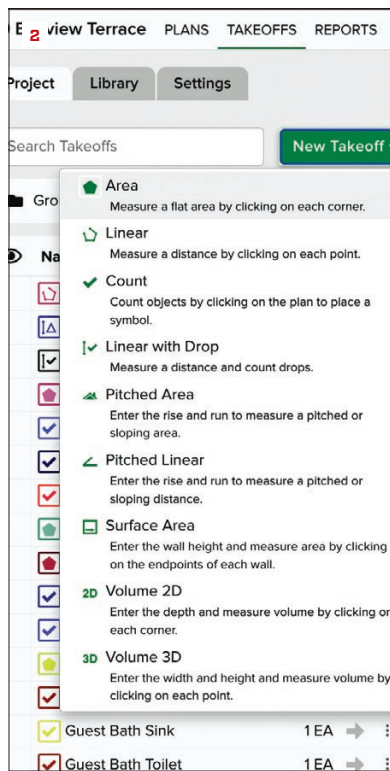 2 view Terrace PLANS TAKEOFFS REPORTS
Project Library Settings
Search Takeoffs New Takeoff
Gro
Area
Measure a flat area by clicking on each corner.
Na
Linear
Measure a distance by clicking on each point.
Count
Count objects by clicking on the plan to place a
symbol.
Linear with Drop
Measure a distance and count drops.
Pitched Area
Enter the rise and run to measure a pitched or
sloping area.
Pitched Linear
Enter the rise and run to measure a pitched or
sloping distance.
Surface Area
Enter the wall height and measure area by clicking
on the endpoints of each wall.
2D Volume 2D
Enter the depth and measure volume by clicking on
each corner.
3D Volume 3D
Enter the width and height and measure volume by
clicking on each point.
Guest Bath Sink 1 EA
Guest Bath Toilet 1 EA